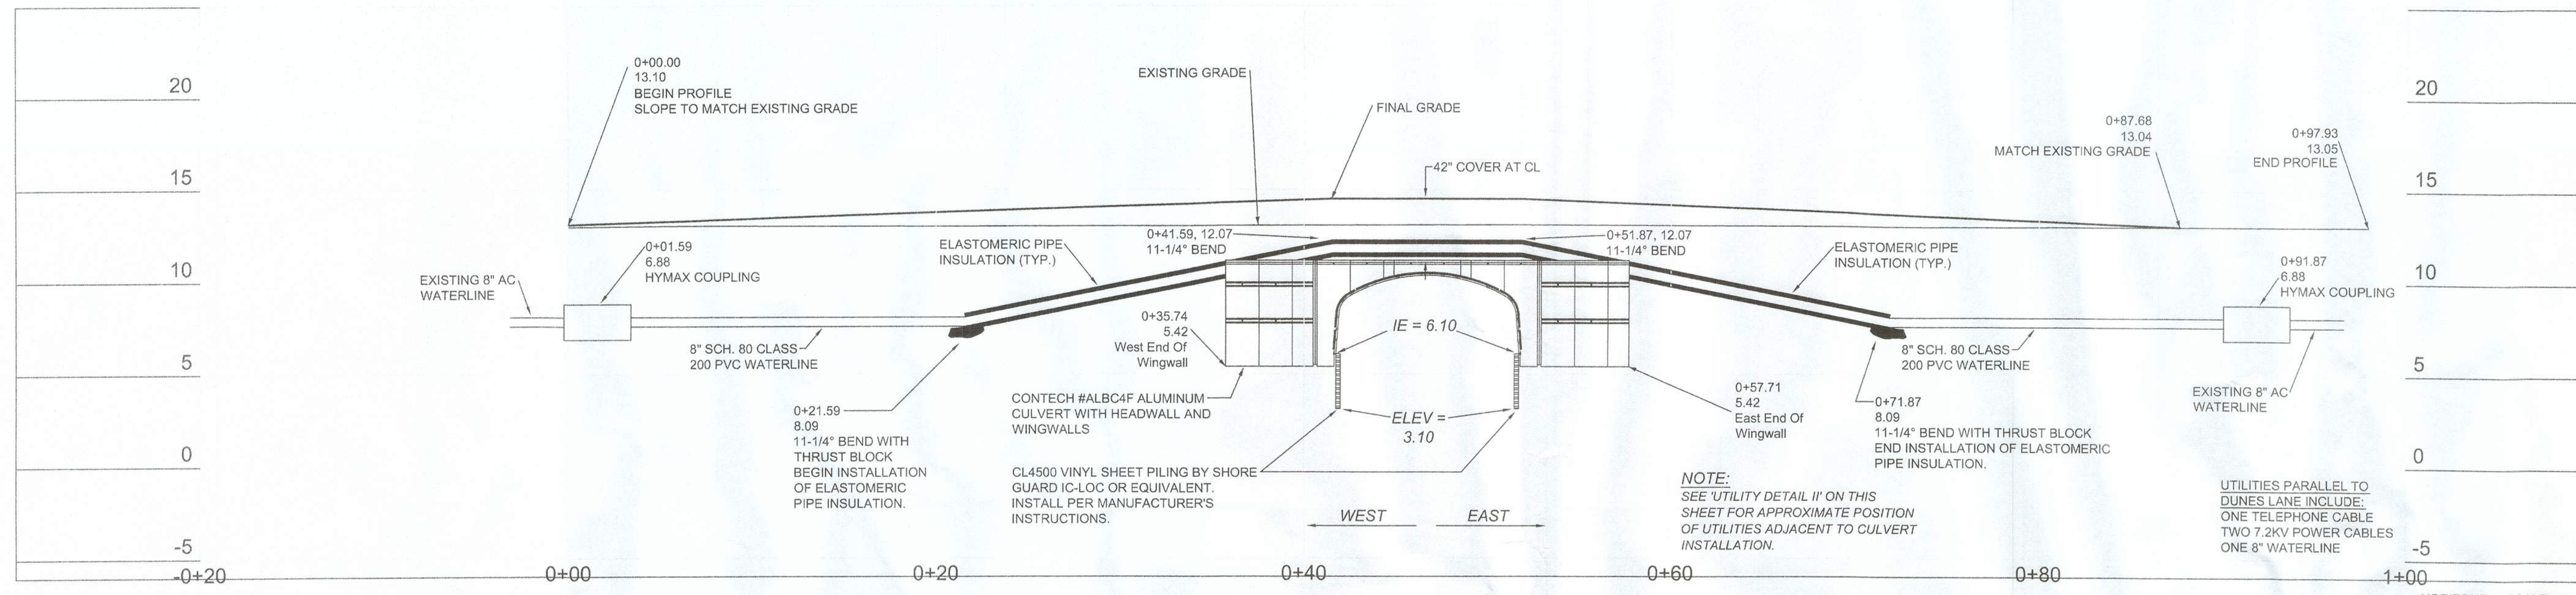 20
15
10
5
0
-5
-0+20
0+00
0+20
0+40
0+60
0+80
1+00
20
15
10
5
0
-5
0+00.00
13.10
BEGIN PROFILE
SLOPE TO MATCH EXISTING GRADE
EXISTING GRADE
FINAL GRADE
42" COVER AT CL
0+87.68
13.04
MATCH EXISTING GRADE
0+97.93
13.05
END PROFILE
EXISTING 8" AC
WATERLINE
0+01.59
6.88
HYMAX COUPLING
ELASTOMERIC PIPE
INSULATION (TYP.)
0+41.59, 12.07
11-1/4° BEND
0+51.87, 12.07
11-1/4° BEND
ELASTOMERIC PIPE
INSULATION (TYP.)
0+91.87
6.88
HYMAX COUPLING
8" SCH. 80 CLASS
200 PVC WATERLINE
0+35.74
5.42
West End Of
Wingwall
IE = 6.10
8" SCH. 80 CLASS
200 PVC WATERLINE
EXISTING 8" AC
WATERLINE
0+21.59
8.09
11-1/4° BEND WITH
THRUST BLOCK
BEGIN INSTALLATION
OF ELASTOMERIC
PIPE INSULATION.
CONTECH #ALBC4F ALUMINUM
CULVERT WITH HEADWALL AND
WINGWALLS
ELEV =
3.10
0+57.71
5.42
East End Of
Wingwall
0+71.87
8.09
11-1/4° BEND WITH THRUST BLOCK
END INSTALLATION OF ELASTOMERIC
PIPE INSULATION.
CL4500 VINYL SHEET PILING BY SHORE
GUARD IC-LOC OR EQUIVALENT.
INSTALL PER MANUFACTURER'S
INSTRUCTIONS.
WEST
EAST
NOTE:
SEE 'UTILITY DETAIL II' ON THIS
SHEET FOR APPROXIMATE POSITION
OF UTILITIES ADJACENT TO CULVERT
INSTALLATION.
UTILITIES PARALLEL TO
DUNES LANE INCLUDE:
ONE TELEPHONE CABLE
TWO 7.2KV POWER CABLES
ONE 8" WATERLINE